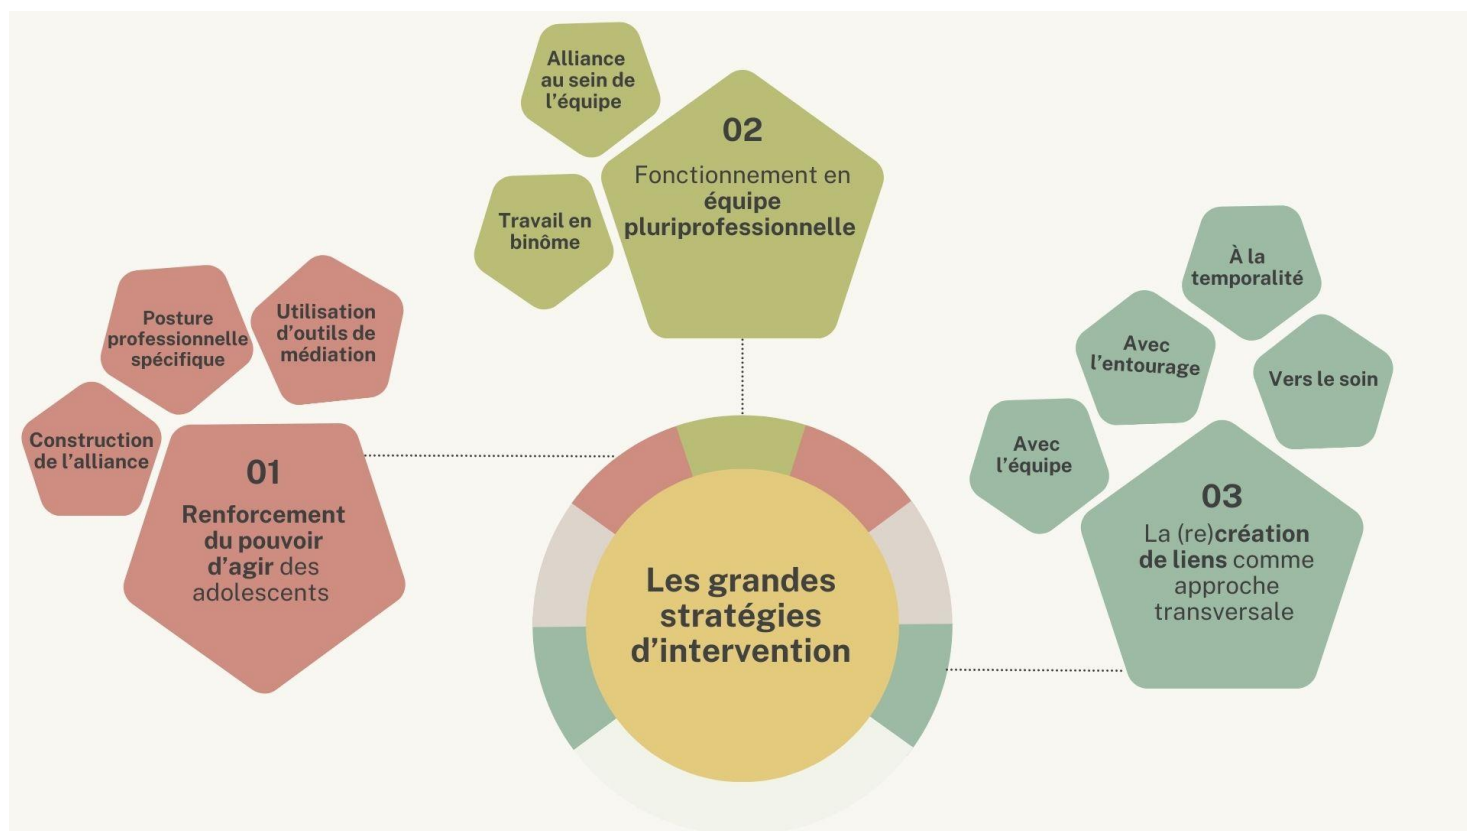 Construction
de l'alliance
Posture
professionnelle
spécifique
Utilisation
d'outils de
médiation
01
Renforcement
du pouvoir
d'agir des
adolescents
Alliance
au sein de
l'équipe
Travail en
binôme
02
Fonctionnement en
équipe
pluriprofessionnelle
Les grandes
stratégies
d'intervention
Avec
l'équipe
Avec
l'entourage
À la
temporalité
Vers le soin
03
La (re)création
de liens comme
approche
transversale